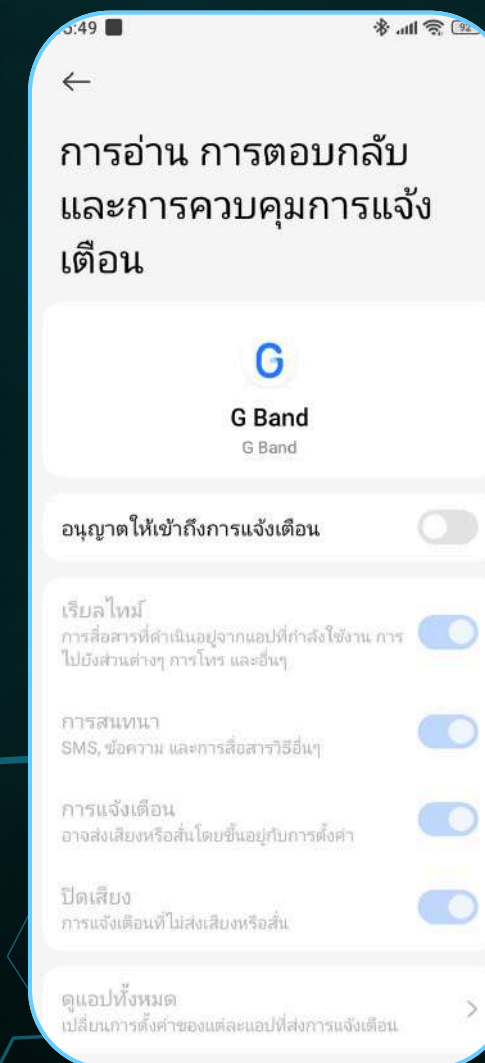 :49
92
การอ่าน การตอบกลับ
และการควบคุมการแจ้ง
เตือน
G
G Band
G Band
อนุญาตให้เข้าถึงการแจ้งเตือน
เรียลไทม์
การสื่อสารที่ดำเนินอยู่จากแอปที่กำลังใช้งาน การ
ไปยังส่วนต่างๆ การโทร และอื่นๆ
การสนทนา
SMS, ข้อความ และการสื่อสารวิธีอื่นๆ
การแจ้งเตือน
อาจส่งเสียงหรือสั่นโดยขึ้นอยู่กับการตั้งค่า
ปิดเสียง
การแจ้งเตือนที่ไม่ส่งเสียงหรือสั่น
ดูแอปทั้งหมด
เปลี่ยนการตั้งค่าของแต่ละแอปที่ส่งการแจ้งเตือน